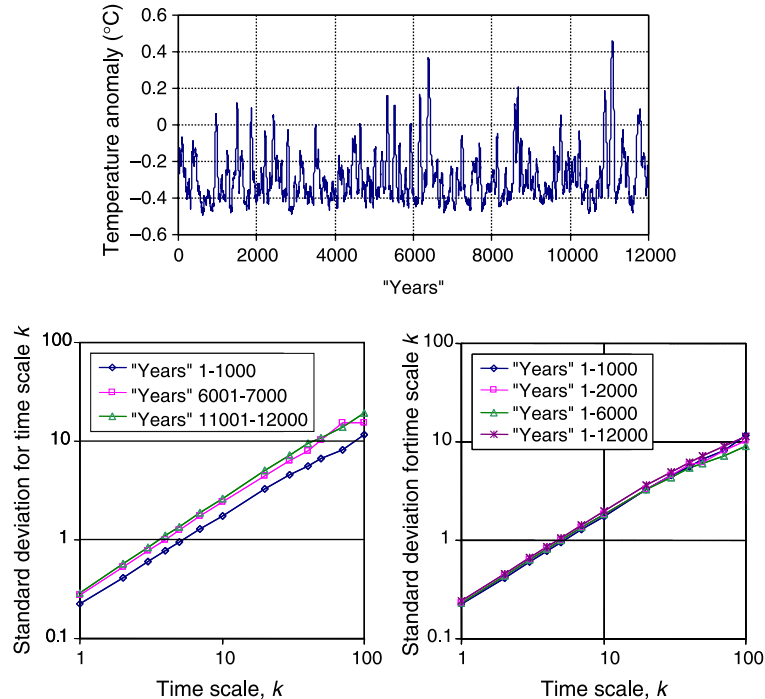 Temperature anomaly (°C)
0.6
0.4
0.2
0
−0.2
−0.4
−0.6
0 2000 4000 6000 8000 10000 12000
"Years"
Standard deviation for time scale k
100
10
1
0.1
"Years" 1-1000
"Years" 6001-7000
"Years" 11001-12000
1 10 100
Time scale, k
Standard deviation fortime scale k
100
10
1
0.1
"Years" 1-1000
"Years" 1-2000
"Years" 1-6000
"Years" 1-12000
1 10 100
Time scale, k